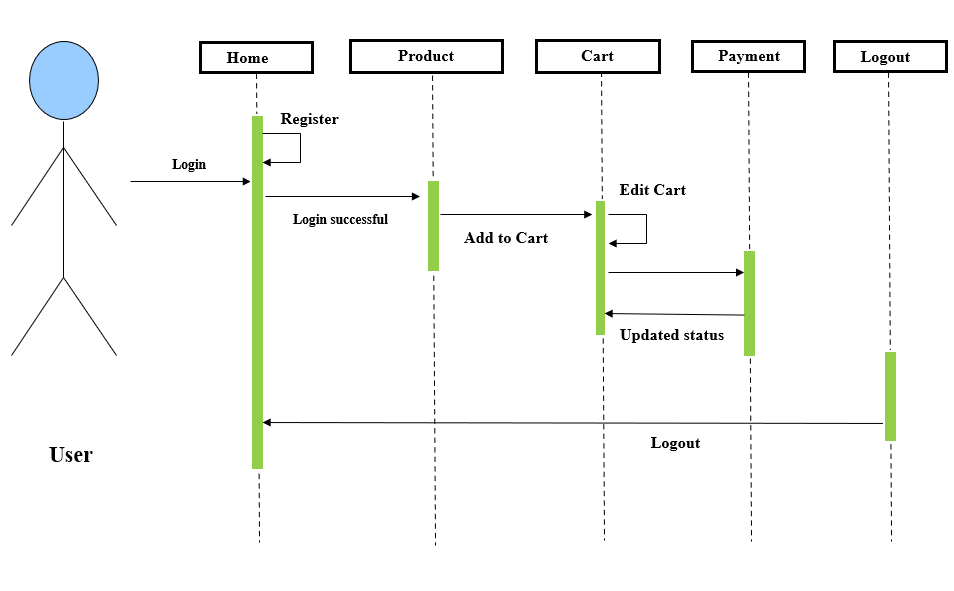 Home
Product
Cart
Payment
Logout
Register
Login
Edit Cart
Login successful
Add to Cart
Updated status
Logout
User